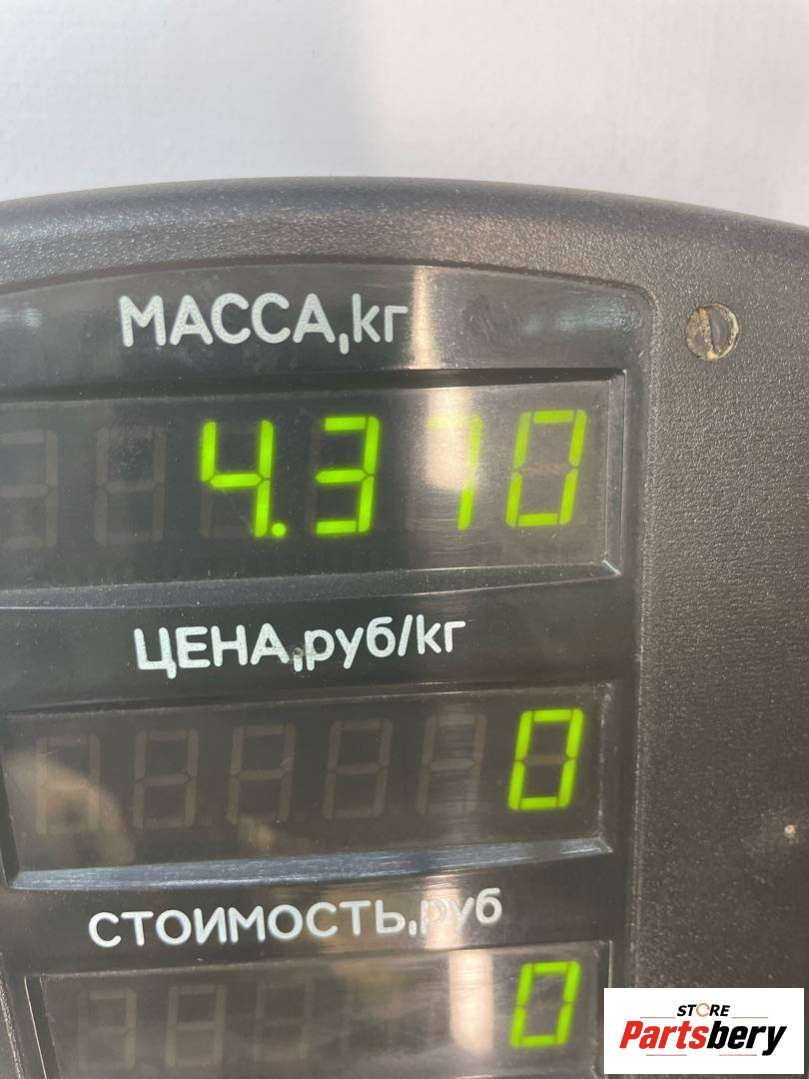 МАССА,кг
4.310
ЦЕНА,руб/кг
0
СТОИМОСТЬ,руб
0
STORE
Partsbery